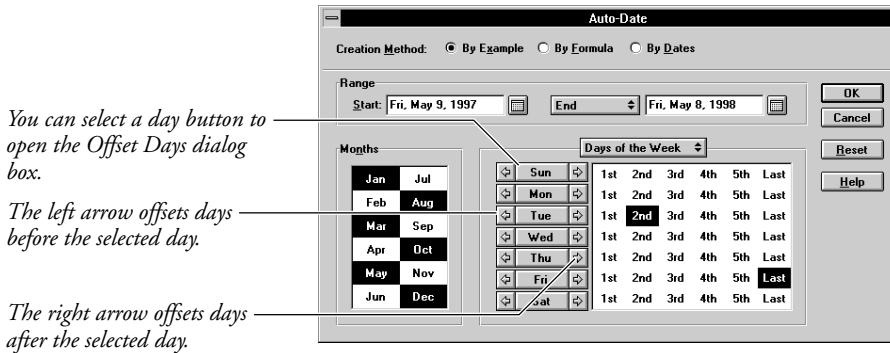 Auto-Date
Creation Method: By Example By Formula By Dates
Range
Start: Fri, May 9, 1997 End Fri, May 8, 1998
OK
Cancel
Reset
Help
You can select a day button to
open the Offset Days dialog
box.
The left arrow offsets days
before the selected day.
The right arrow offsets days
after the selected day.
Months
Jan Jul
Feb Aug
Mar Sep
Apr Oct
May Nov
Jun Dec
Days of the Week
Sun 1st 2nd 3rd 4th 5th Last
Mon 1st 2nd 3rd 4th 5th Last
Tue 1st 2nd 3rd 4th 5th Last
Wed 1st 2nd 3rd 4th 5th Last
Thu 1st 2nd 3rd 4th 5th Last
Fri 1st 2nd 3rd 4th 5th Last
Sat 1st 2nd 3rd 4th 5th Last